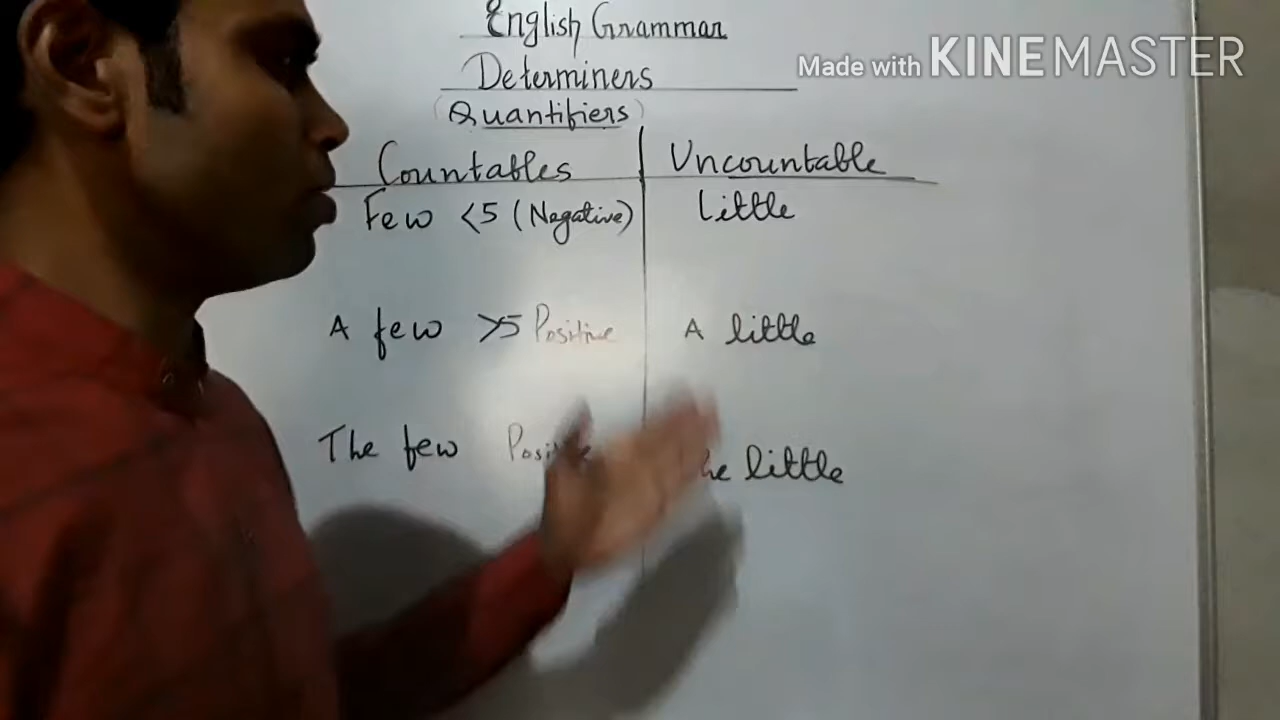 English Grammar
Made with KINEMASTER
Determiners
(Quantifiers)
Countables Uncountable
Few <5 (Negative) Little
A few >5 Positive A little
The few little